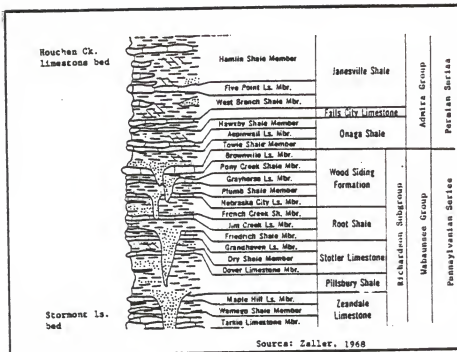 Houchen Ck.
limestone bed
Hamlin Shale Member
Five Point Ls. Mbr.
West Branch Shale Mbr.
Hawxby Shale Member
Aspinwall Ls. Mbr.
Towle Shale Member
Brownville Ls. Mbr.
Pony Creek Shale Mbr.
Grayhorse Ls. Mbr.
Plumb Shale Member
Nebraska City Ls. Mbr.
French Creek Sh. Mbr.
Jim Creek Ls. Mbr.
Friedrich Shale Mbr.
Grandhaven Ls. Mbr.
Dry Shale Member
Dover Limestone Mbr.
Maple Hill Ls. Mbr.
Wamego Shale Mbr.
Tarkio Limestone Mbr.
Stormont ls.
bed
Janesville Shale
Falls City Limestone
Onaga Shale
Wood Siding
Formation
Root Shale
Stotler Limestone
Pillsbury Shale
Zeandale
Limestone
Richardson Subgroup
Admire Group
Wabaunsee Group
Permian Series
Pennsylvanian Series
Source: Zaller, 1968